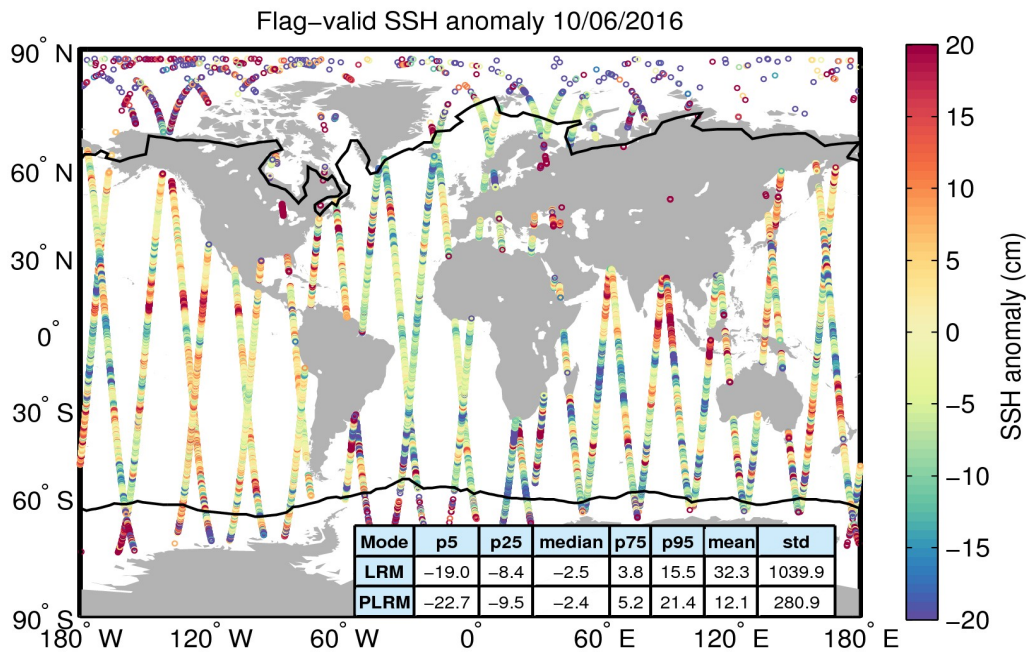 Flag−valid SSH anomaly 10/06/2016
90° N
60° N
30° N
0°
30° S
60° S
90° S
180° W 120° W 60° W 0° 60° E 120° E 180° E
Mode p5 p25 median p75 p95 mean std
LRM −19.0 −8.4 −2.5 3.8 15.5 32.3 1039.9
PLRM −22.7 −9.5 −2.4 5.2 21.4 12.1 280.9
20
15
10
5
0
−5
−10
−15
−20
SSH anomaly (cm)